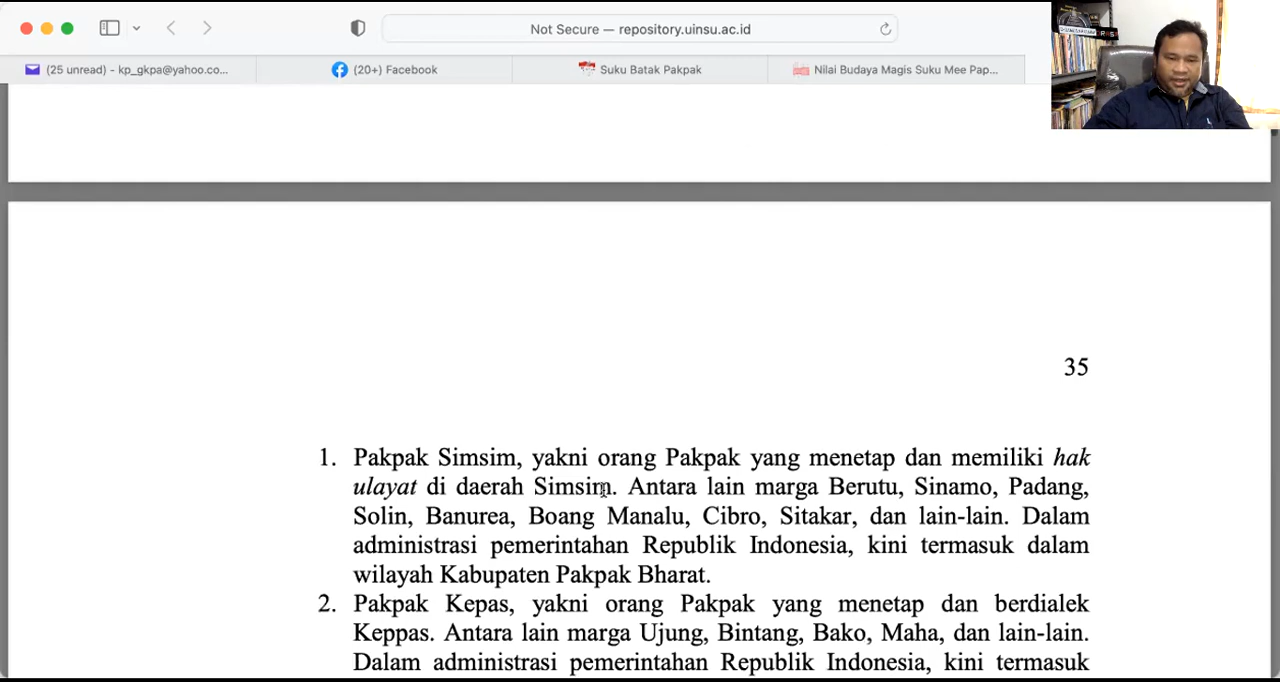 Not Secure — repository.uinsu.ac.id
(25 unread) - kp_gkpa@yahoo.co...
(20+) Facebook
Suku Batak Pakpak
Nilai Budaya Magis Suku Mee Pap...
35
1. Pakpak Simsim, yakni orang Pakpak yang menetap dan memiliki hak
ulayat di daerah Simsim. Antara lain marga Berutu, Sinamo, Padang,
Solin, Banurea, Boang Manalu, Cibro, Sitakar, dan lain-lain. Dalam
administrasi pemerintahan Republik Indonesia, kini termasuk dalam
wilayah Kabupaten Pakpak Bharat.
2. Pakpak Kepas, yakni orang Pakpak yang menetap dan berdialek
Keppas. Antara lain marga Ujung, Bintang, Bako, Maha, dan lain-lain.
Dalam administrasi pemerintahan Republik Indonesia, kini termasuk